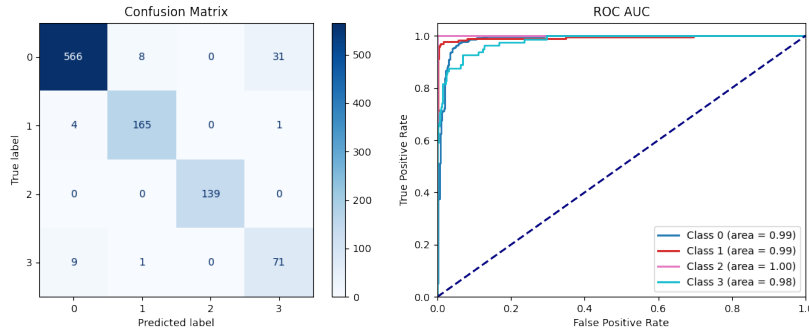 Confusion Matrix
0
1
2
3
True label
566 8 0 31
4 165 0 1
0 0 139 0
9 1 0 71
0 1 2 3
Predicted label
500
400
300
200
100
0
ROC AUC
1.0
0.8
0.6
0.4
0.2
0.0
True Positive Rate
Class 0 (area = 0.99)
Class 1 (area = 0.99)
Class 2 (area = 1.00)
Class 3 (area = 0.98)
0.0 0.2 0.4 0.6 0.8
False Positive Rate